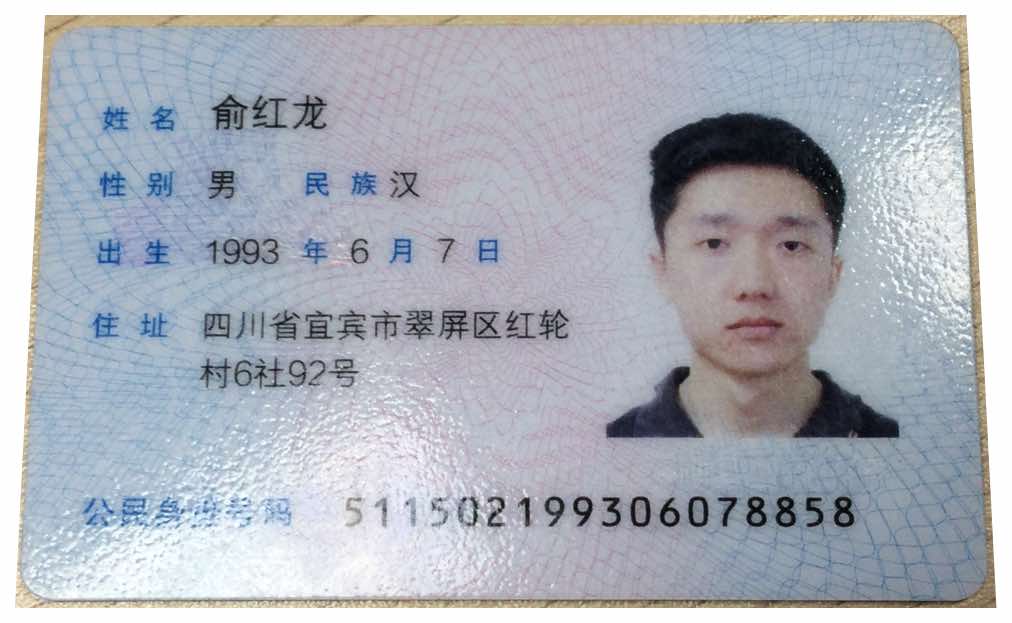 姓名 俞红龙
性别 男 民族 汉
出生 1993 年 6 月 7 日
住址 四川省宜宾市翠屏区红轮
村6社92号
公民身份号码 511502199306078858